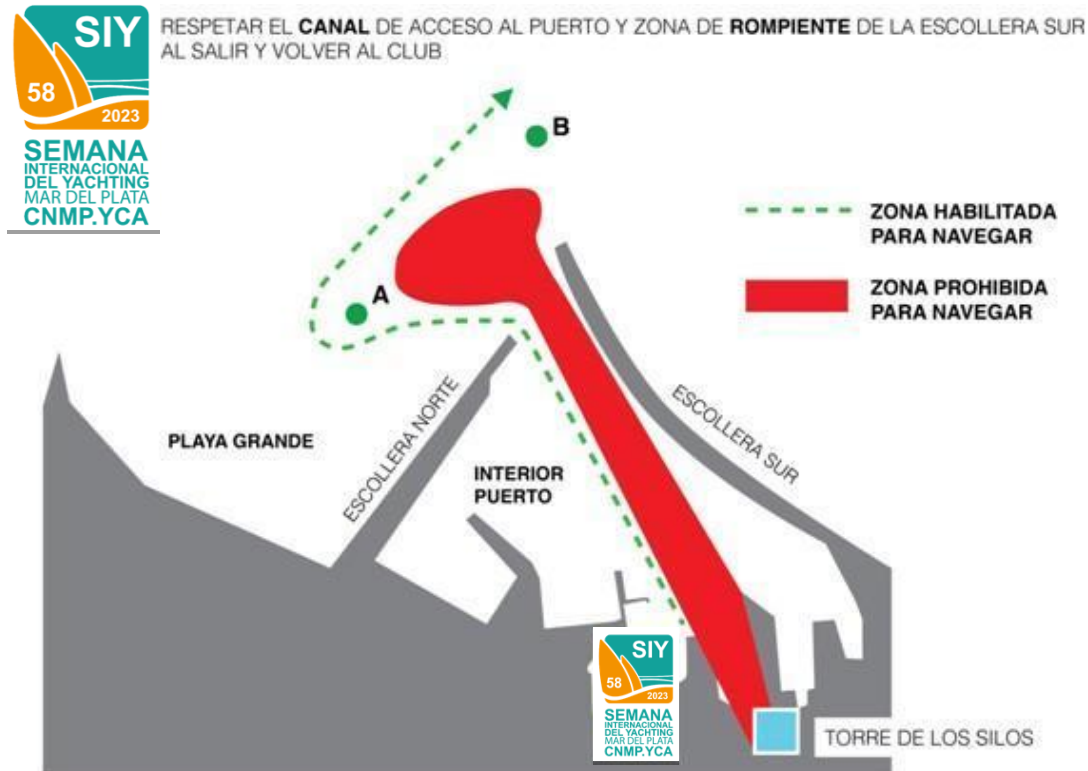 RESPETAR EL CANAL DE ACCESO AL PUERTO Y ZONA DE ROMPIENTE DE LA ESCOLLERA SUR
AL SALIR Y VOLVER AL CLUB
SIY
58
2023
SEMANA
INTERNACIONAL
DEL YACHTING
MAR DEL PLATA
CNMP.YCA
B
A
ZONA HABILITADA
PARA NAVEGAR
ZONA PROHIBIDA
PARA NAVEGAR
PLAYA GRANDE
ESCOLLERA NORTE
INTERIOR
PUERTO
ESCOLLERA SUR
SIY
58
2023
SEMANA
INTERNACIONAL
DEL YACHTING
MAR DEL PLATA
CNMP.YCA
TORRE DE LOS SILOS